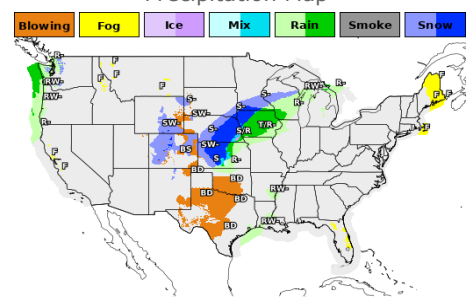 Precipitation Map
Blowing Fog Ice Mix Rain Smoke Snow
R-
F
F
F
RW-
RW-
F
S-
S-
RW-
R-
F
F
F
SW-
S-
R-
R-
SW-
S-
S/R
T/R-
F
F
F
BS
SW-
S
R-
BD
BD
RW-
BD
BD
RW-
F
F